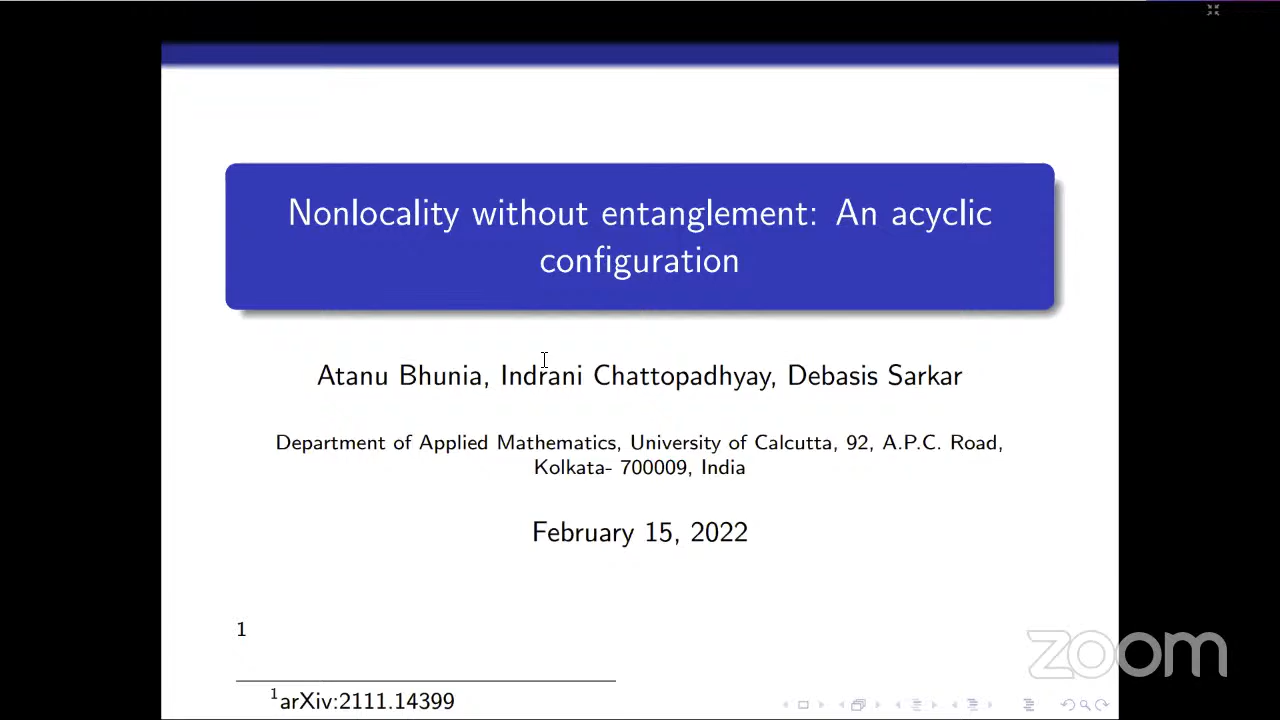 Nonlocality without entanglement: An acyclic
configuration
Atanu Bhunia, Indrani Chattopadhyay, Debasis Sarkar
Department of Applied Mathematics, University of Calcutta, 92, A.P.C. Road,
Kolkata- 700009, India
February 15, 2022
1
1arXiv:2111.14399
zoom